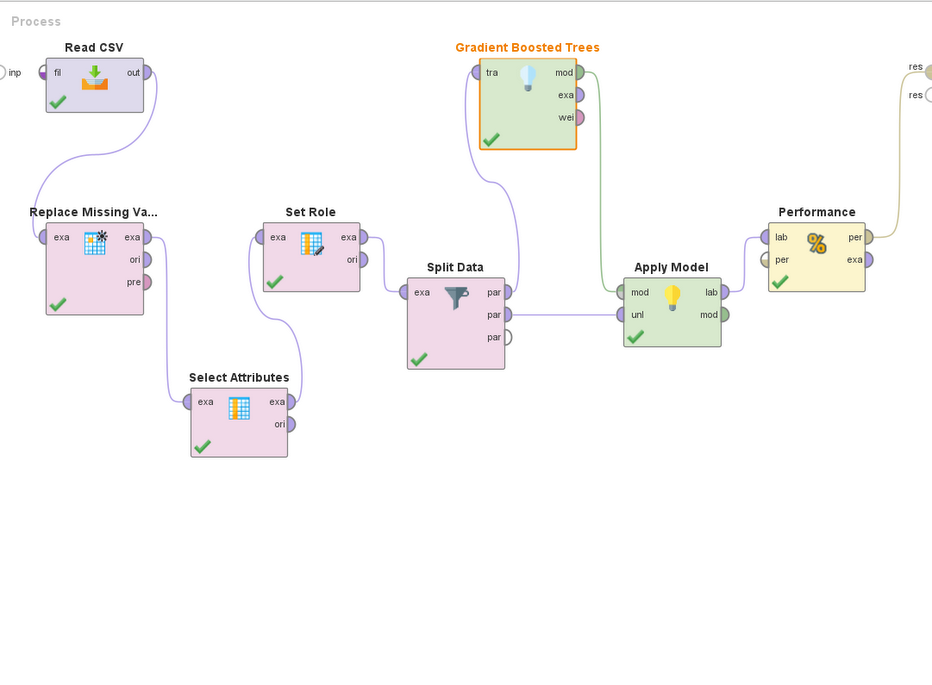 Process
Read CSV
inp
fil
out
Gradient Boosted Trees
tra
mod
exa
wei
res
res
Replace Missing Va...
exa
exa
ori
pre
Set Role
exa
exa
ori
Split Data
exa
par
par
par
Apply Model
mod
unl
lab
mod
Performance
lab
per
per
exa
%
Select Attributes
exa
exa
ori